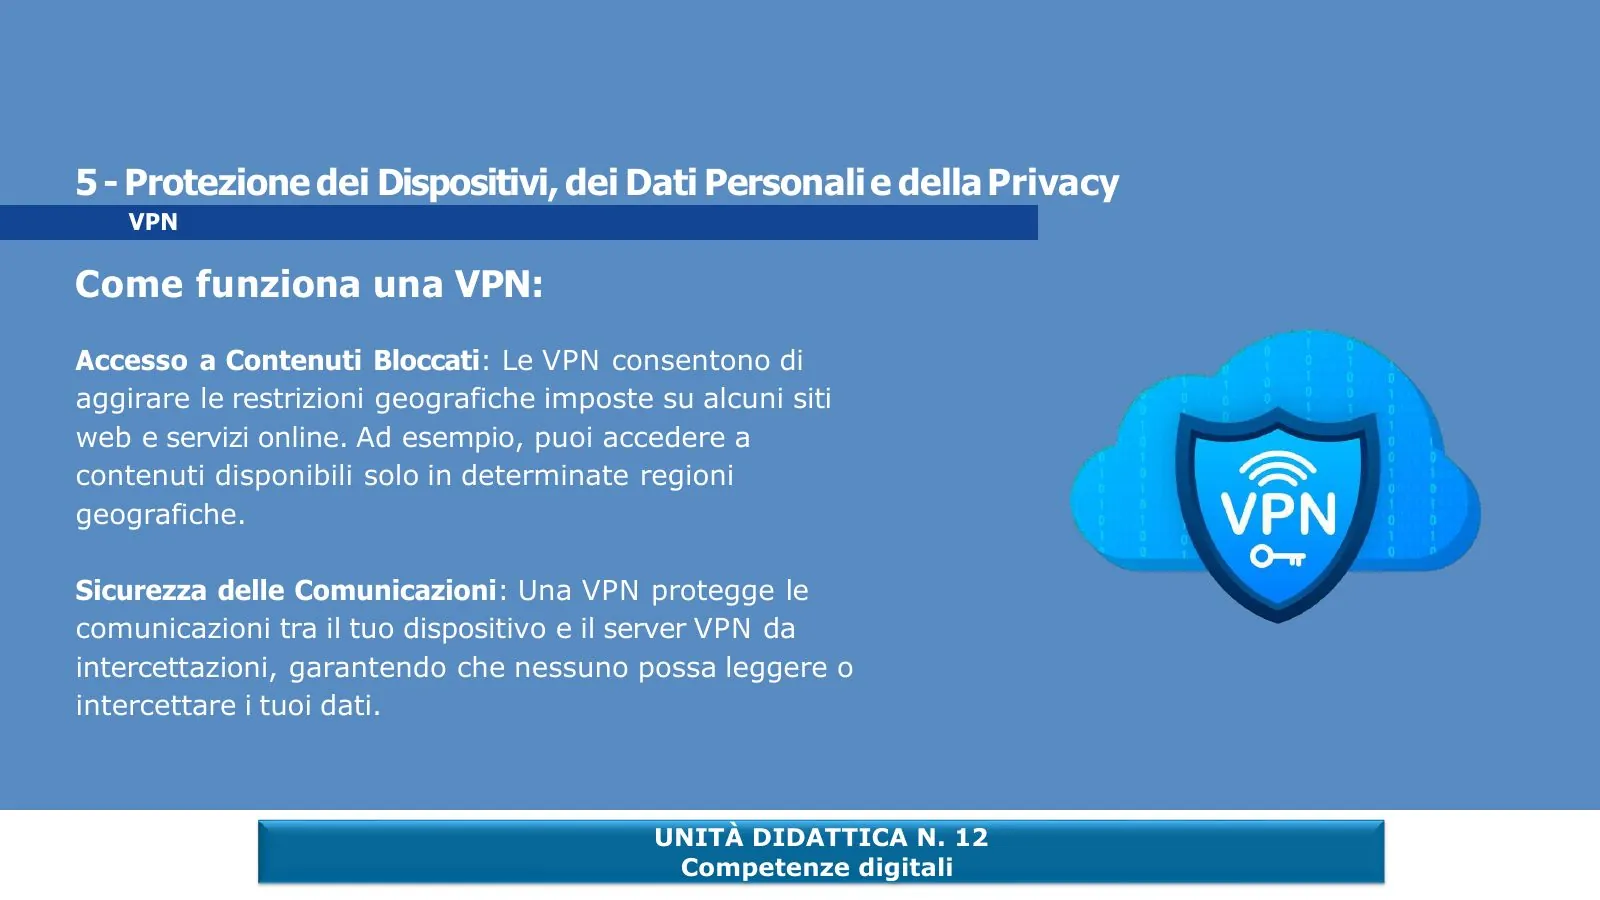 5 - Protezione dei Dispositivi, dei Dati Personali e della Privacy
VPN
Come funziona una VPN:
Accesso a Contenuti Bloccati: Le VPN consentono di
aggirare le restrizioni geografiche imposte su alcuni siti
web e servizi online. Ad esempio, puoi accedere a
contenuti disponibili solo in determinate regioni
geografiche.
Sicurezza delle Comunicazioni: Una VPN protegge le
comunicazioni tra il tuo dispositivo e il server VPN da
intercettazioni, garantendo che nessuno possa leggere o
intercettare i tuoi dati.
VPN
UNITÀ DIDATTICA N. 12
Competenze digitali